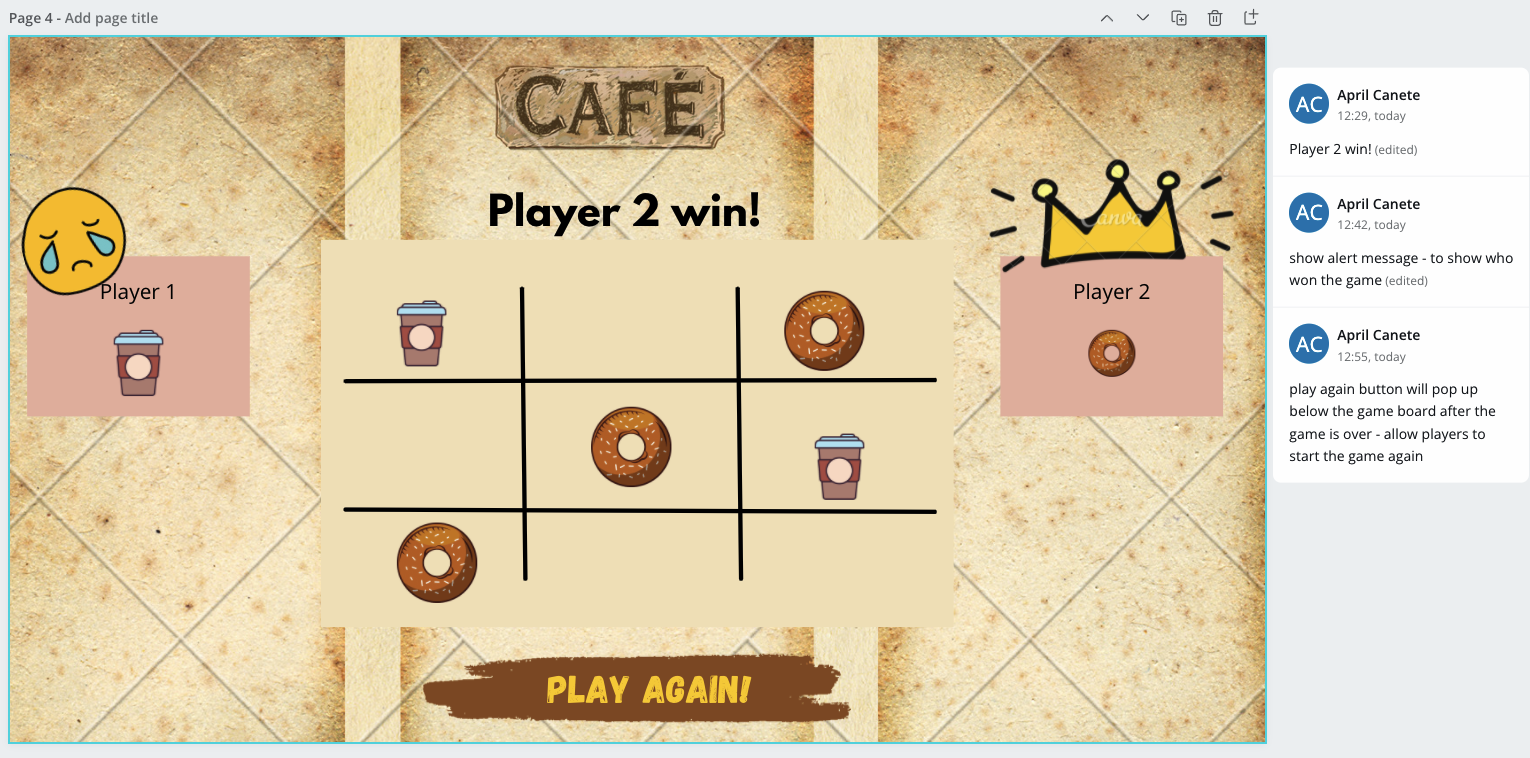 Page 4 - Add page title
CAFÉ
Player 2 win!
Canva
Player 1
Player 2
PLAY AGAIN!
AC
April Canete
12:29, today
Player 2 win! (edited)
AC
April Canete
12:42, today
show alert message - to show who
won the game (edited)
AC
April Canete
12:55, today
play again button will pop up
below the game board after the
game is over - allow players to
start the game again